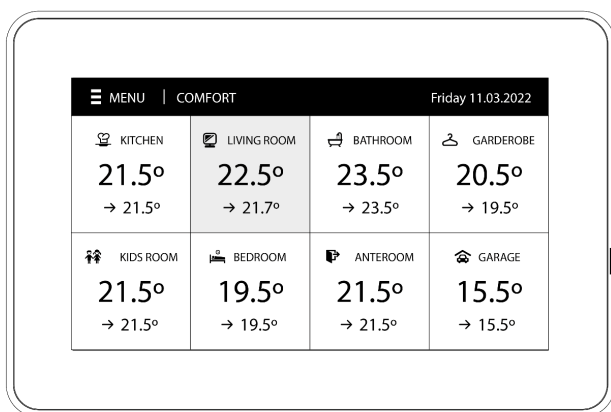 MENU | COMFORT Friday 11.03.2022
KITCHEN LIVING ROOM BATHROOM GARDEROBE
21.5º 22.5º 23.5º 20.5º
→ 21.5º → 21.7º → 23.5º → 19.5º
KIDS ROOM BEDROOM ANTEROOM GARAGE
21.5º 19.5º 21.5º 15.5º
→ 21.5º → 19.5º → 21.5º → 15.5º